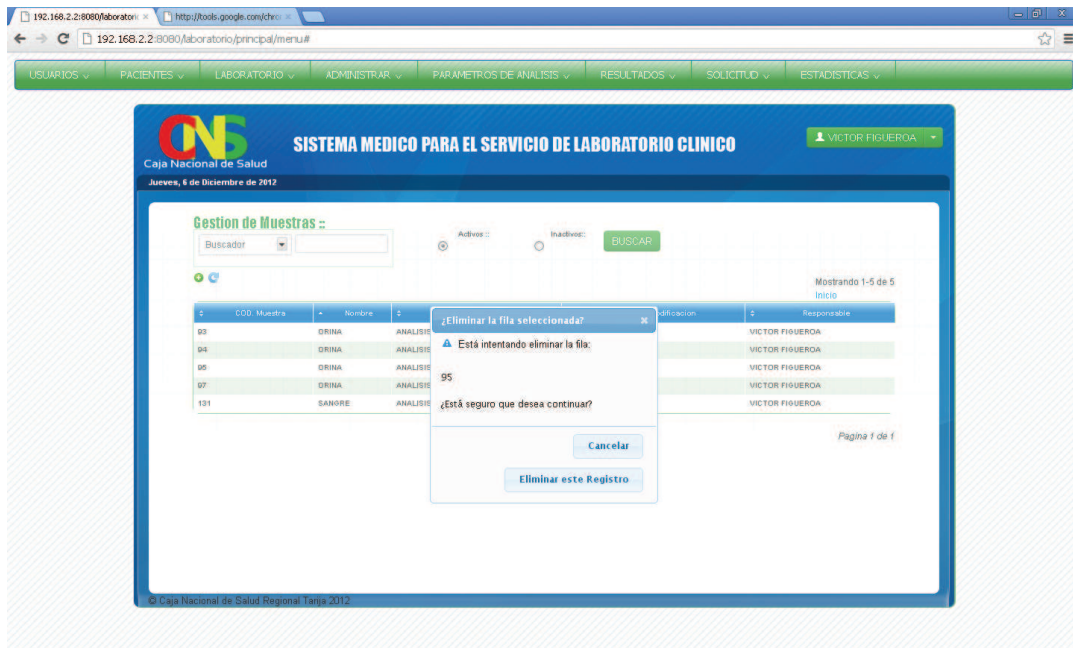 192.168.2.2:8080/laboratori
http://tools.google.com/chro
192.168.2.2:8080/laboratorio/principal/menu#
USUARIOS PACIENTES LABORATORIO ADMINISTRAR PARAMETROS DE ANALISIS RESULTADOS SOLICITUD ESTADISTICAS
CNS
Caja Nacional de Salud
SISTEMA MEDICO PARA EL SERVICIO DE LABORATORIO CLINICO
VICTOR FIGUEROA
Jueves, 6 de Diciembre de 2012
Gestion de Muestras ::
Buscador Activos :: Inactivos:: BUSCAR
Mostrando 1-5 de 5
Inicio
COD. Muestra Nombre Responsable
93 ORINA ANALISIS VICTOR FIGUEROA
94 ORINA ANALISIS VICTOR FIGUEROA
95 ORINA ANALISIS VICTOR FIGUEROA
97 ORINA ANALISIS VICTOR FIGUEROA
131 SANGRE ANALISIS VICTOR FIGUEROA
¿Eliminar la fila seleccionada?
Está intentando eliminar la fila:
95
¿Está seguro que desea continuar?
Cancelar
Eliminar este Registro
Pagina 1 de 1
© Caja Nacional de Salud Regional Tarija 2012